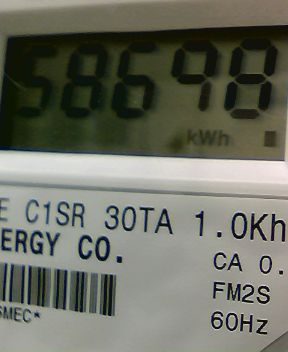 58698
kWh
E C1SR 30TA 1.0Kh
ERGY CO.
CA 0.
FM2S
SMEC*
60Hz